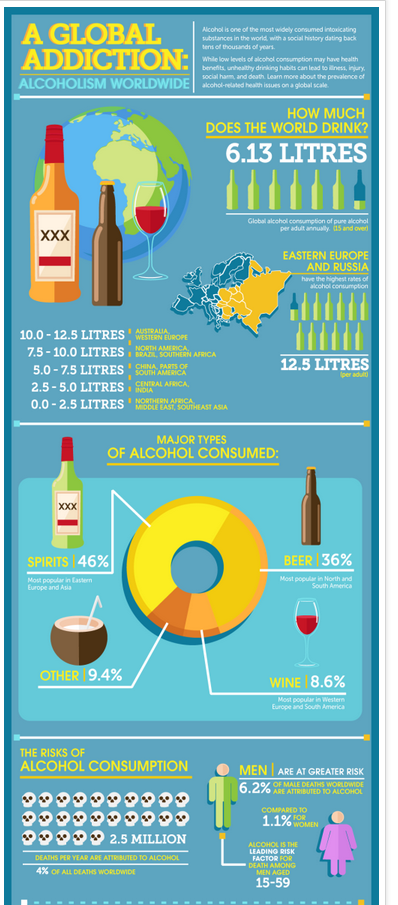 A GLOBAL
ADDICTION:
ALCOHOLISM WORLDWIDE
Alcohol is one of the most widely consumed intoxicating
substances in the world, with a social history dating back
tens of thousands of years.
While low levels of alcohol consumption may have health
benefits, unhealthy drinking habits can lead to illness, injury,
social harm, and death. Learn more about the prevalence of
alcohol-related health issues on a global scale.
HOW MUCH
DOES THE WORLD DRINK?
6.13 LITRES
Global alcohol consumption of pure alcohol
per adult annually. (15 and over)
XXX
EASTERN EUROPE
AND RUSSIA
have the highest rates of
alcohol consumption
12.5 LITRES
(per adult)
10.0 - 12.5 LITRES
AUSTRALIA,
WESTERN EUROPE
7.5 - 10.0 LITRES
NORTH AMERICA,
BRAZIL, SOUTHERN AFRICA
5.0 - 7.5 LITRES
CHINA, PARTS OF
SOUTH AMERICA
2.5 - 5.0 LITRES
CENTRAL AFRICA,
INDIA
0.0 - 2.5 LITRES
NORTHERN AFRICA,
MIDDLE EAST, SOUTHEAST ASIA
MAJOR TYPES
OF ALCOHOL CONSUMED:
XXX
SPIRITS | 46%
Most popular in Eastern
Europe and Asia
BEER | 36%
Most popular in North and
South America
OTHER | 9.4%
WINE | 8.6%
Most popular in Western
Europe and South America
THE RISKS OF
ALCOHOL CONSUMPTION
2.5 MILLION
DEATHS PER YEAR ARE ATTRIBUTED TO ALCOHOL
4% OF ALL DEATHS WORLDWIDE
MEN | ARE AT GREATER RISK
6.2% OF MALE DEATHS WORLDWIDE
ARE ATTRIBUTED TO ALCOHOL
COMPARED TO
1.1% FOR
WOMEN
ALCOHOL IS THE
LEADING RISK
FACTOR FOR
DEATH AMONG
MEN AGED
15-59